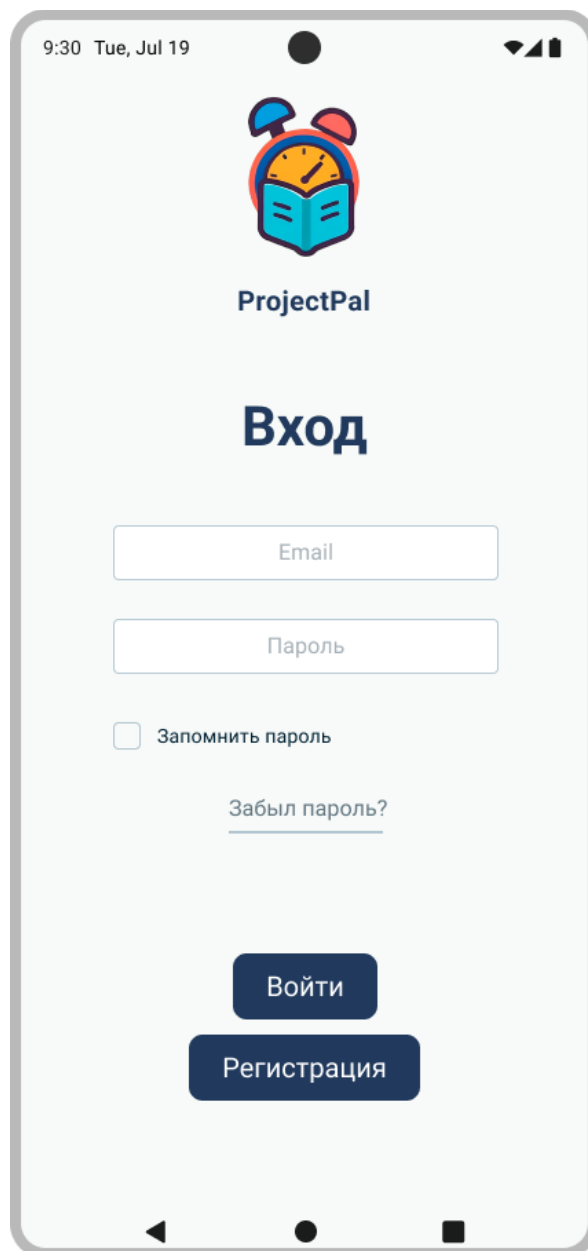 9:30 Tue, Jul 19
ProjectPal
Вход
Email
Пароль
Запомнить пароль
Забыл пароль?
Войти
Регистрация